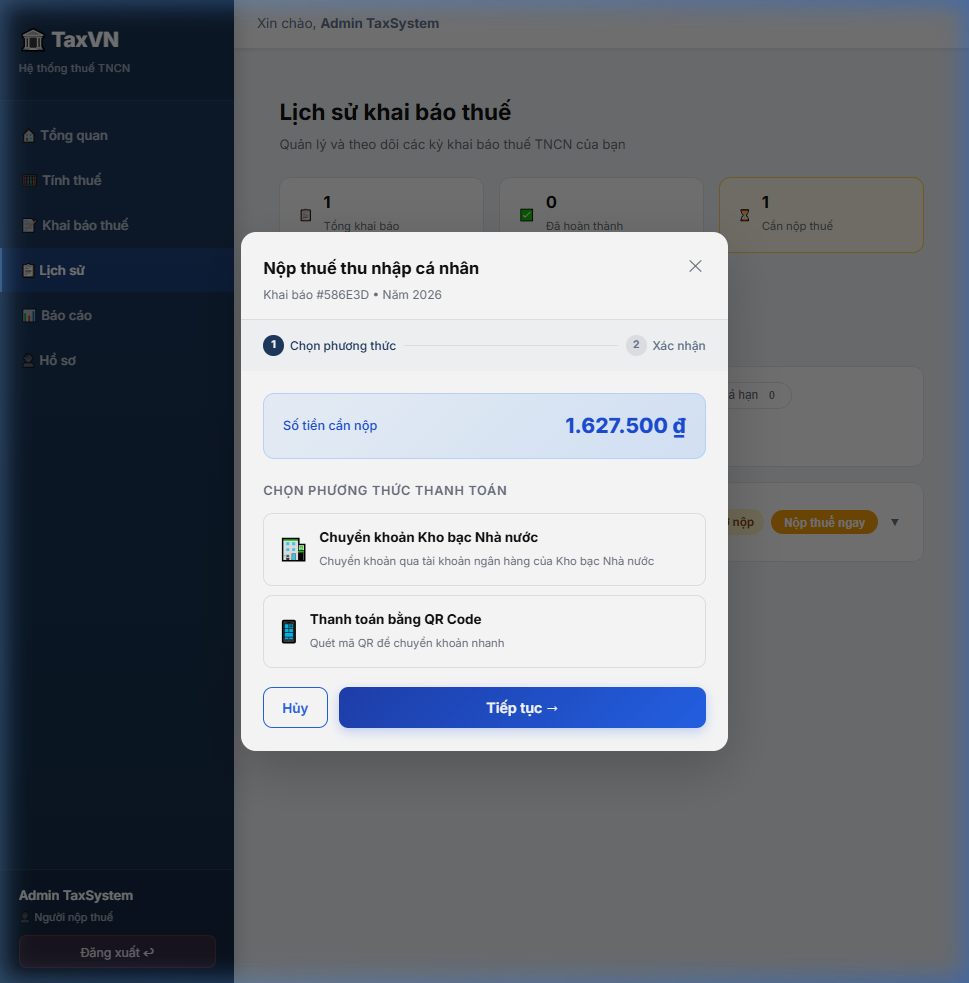 TaxVN
Hệ thống thuế TNCN
Tổng quan
Tính thuế
Khai báo thuế
Lịch sử
Báo cáo
Hồ sơ
Admin TaxSystem
Người nộp thuế
Đăng xuất ↩
Xin chào, Admin TaxSystem
Lịch sử khai báo thuế
Quản lý và theo dõi các kỳ khai báo thuế TNCN của bạn
1
Tổng khai báo
0
Đã hoàn thành
1
Cần nộp thuế
hạn 0
nộp
Nộp thuế ngay ▼
Nộp thuế thu nhập cá nhân
Khai báo #586E3D • Năm 2026
1 Chọn phương thức
2 Xác nhận
Số tiền cần nộp
1.627.500 ₫
CHỌN PHƯƠNG THỨC THANH TOÁN
Chuyển khoản Kho bạc Nhà nước
Chuyển khoản qua tài khoản ngân hàng của Kho bạc Nhà nước
Thanh toán bằng QR Code
Quét mã QR để chuyển khoản nhanh
Hủy
Tiếp tục →